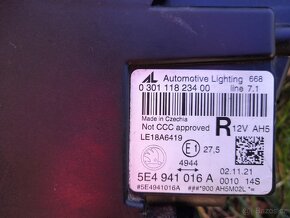 AL Automotive Lighting 668
0 301 118 234 00 line 7.1
Made in Czechia
Not CCC approved R 12V AH5
LE18A6419
E1 27,5
4944
02.11.21
5E4 941 016 A 0010 14S
*#5E4941016A ###*900 AH5M02L *=